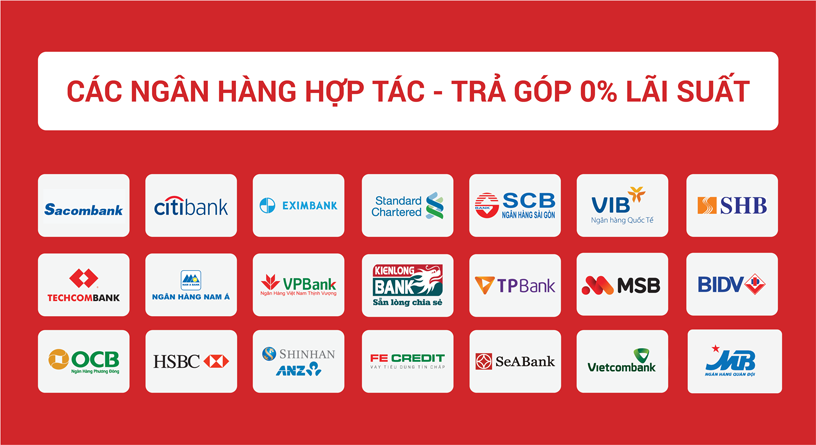 CÁC NGÂN HÀNG HỢP TÁC - TRẢ GÓP 0% LÃI SUẤT
Sacombank
citibank
EXIMBANK
Standard
Chartered
SCB
NGÂN HÀNG SÀI GÒN
VIB
Ngân hàng Quốc Tế
SHB
TECHCOMBANK
NGÂN HÀNG NAM Á
VPBank
Ngân Hàng Việt Nam Thịnh Vượng
KIENLONG
BANK
Sẵn lòng chia sẻ
TPBank
MSB
BIDV
OCB
Ngân Hàng Phương Đông
HSBC
SHINHAN
ANZ
FE CREDIT
VAY TIÊU DÙNG TÍN CHẤP
SeABank
Vietcombank
MB
NGÂN HÀNG QUÂN ĐỘI